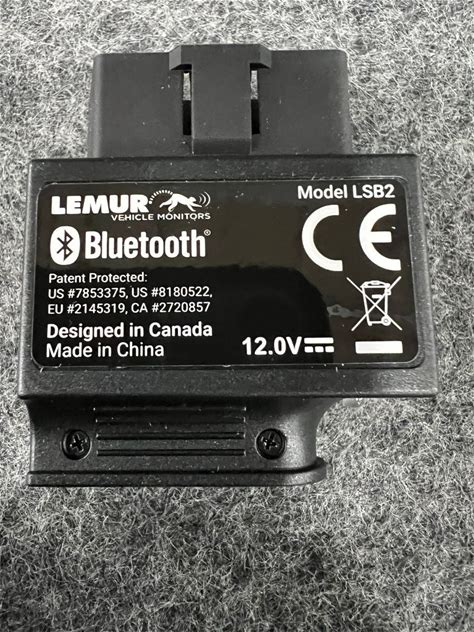 LEMUR
VEHICLE MONITORS
Model LSB2
Bluetooth®
CE
Patent Protected:
US #7853375, US #8180522,
EU #2145319, CA #2720857
Designed in Canada
Made in China
12.0V